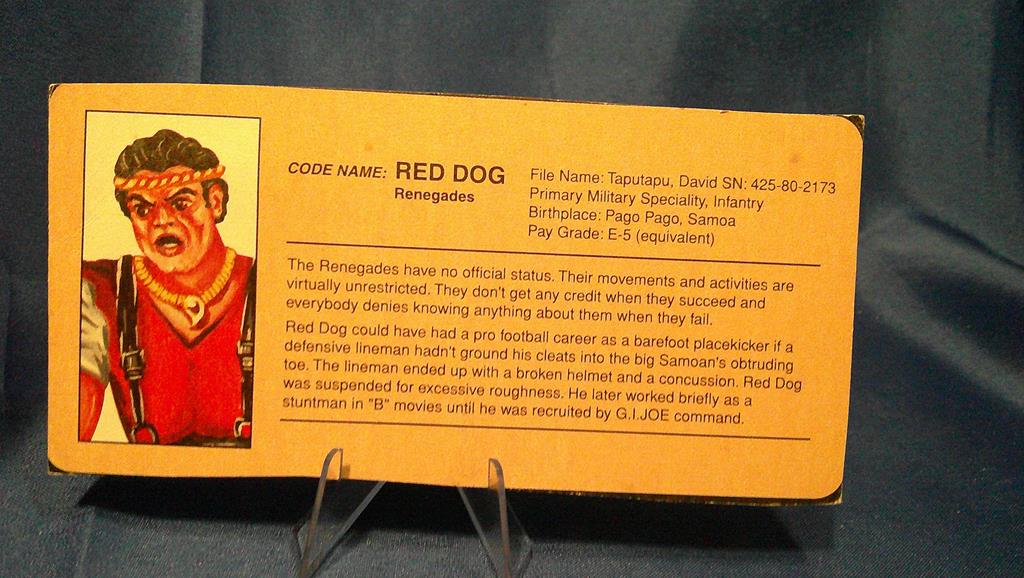 CODE NAME: RED DOG
Renegades
File Name: Taputapu, David SN: 425-80-2173
Primary Military Speciality, Infantry
Birthplace: Pago Pago, Samoa
Pay Grade: E-5 (equivalent)
The Renegades have no official status. Their movements and activities are
virtually unrestricted. They don't get any credit when they succeed and
everybody denies knowing anything about them when they fail.
Red Dog could have had a pro football career as a barefoot placekicker if a
defensive lineman hadn't ground his cleats into the big Samoan's obtruding
toe. The lineman ended up with a broken helmet and a concussion. Red Dog
was suspended for excessive roughness. He later worked briefly as a
stuntman in "B" movies until he was recruited by G.I.JOE command.